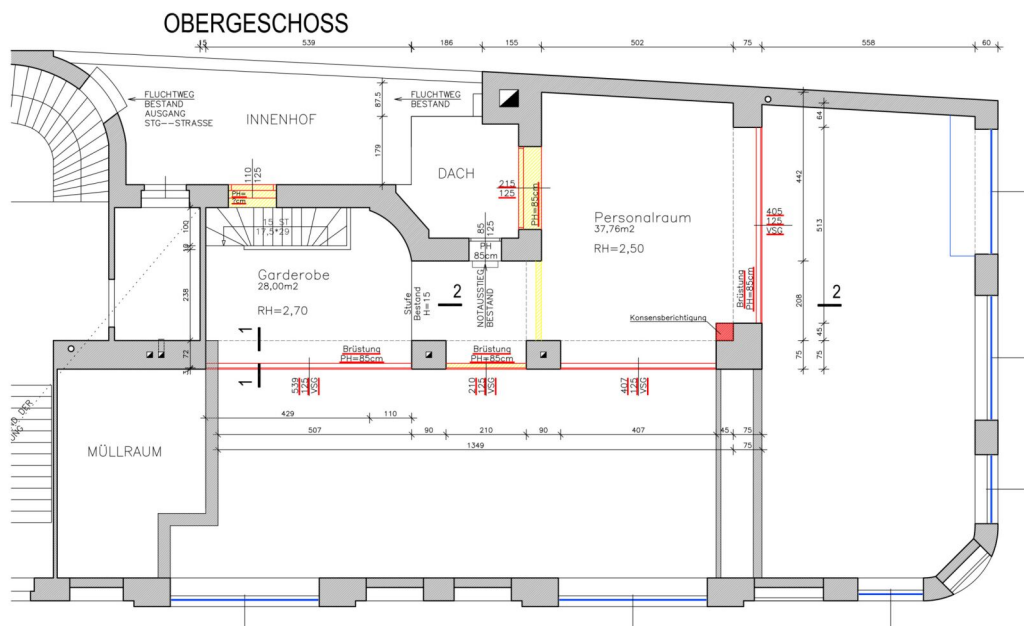 OBERGESCHOSS
15
539
186
155
502
75
558
60
FLUCHTWEG
BESTAND
AUSGANG
STG--STRASSE
INNENHOF
FLUCHTWEG
BESTAND
87,5
179
DACH
110
125
PH=
7cm
215
125
PH=85cm
85
125
PH
85cm
15 ST
17,5*29
Garderobe
28,00m2
RH=2,70
Stufe
Bestand
H=15
2
NOTAUSSTIEG
BESTAND
Personalraum
37,76m2
RH=2,50
Konsensberichtigung
Brüstung
PH=85cm
405
125
VSG
64
442
513
208
45
75
75
2
100
10
238
72
3
1
1
Brüstung
PH=85cm
Brüstung
PH=85cm
539
125
VSG
210
125
VSG
407
125
VSG
429
110
507
90
210
90
407
45
75
1349
75
MÜLLRAUM